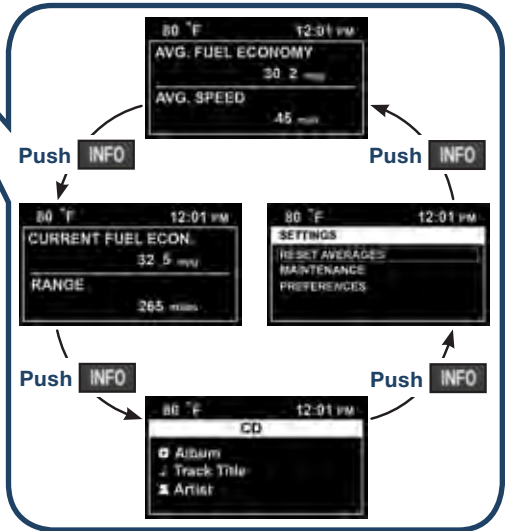 80 °F 12:01 PM
AVG. FUEL ECONOMY
30.2 mpg
AVG. SPEED
45 mph
Push INFO
Push INFO
80 °F 12:01 PM
CURRENT FUEL ECON.
32.5 mpg
RANGE
265 miles
80 °F 12:01 PM
SETTINGS
RESET AVERAGES
MAINTENANCE
PREFERENCES
Push INFO
Push INFO
80 °F 12:01 PM
CD
Album
Track Title
Artist